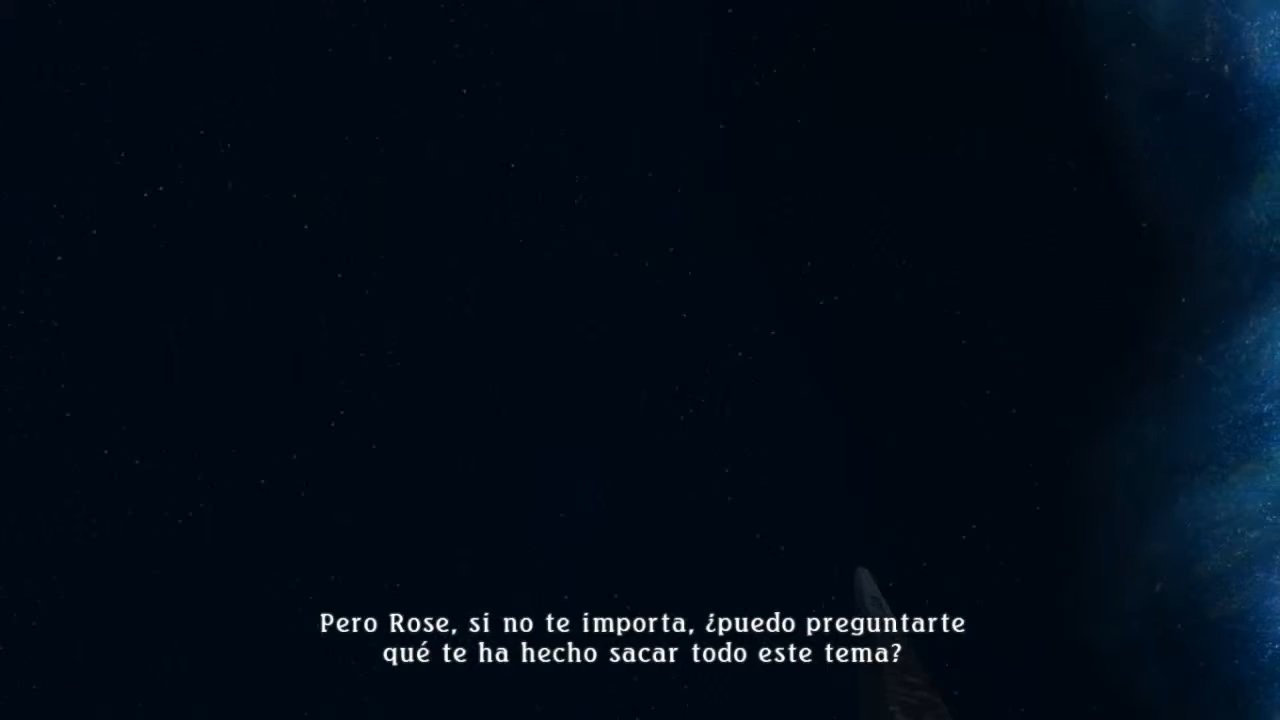 Pero Rose, si no te importa, ¿puedo preguntarte
qué te ha hecho sacar todo este tema?